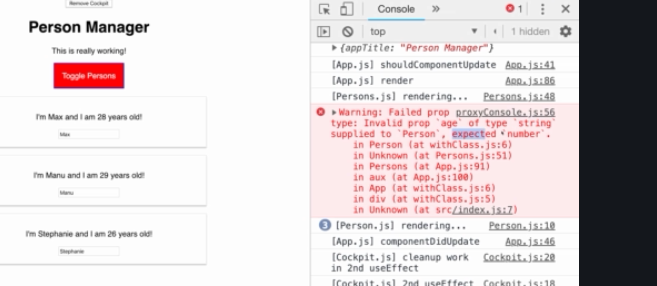 Remove Cockpit
Person Manager
This is really working!
Toggle Persons
I'm Max and I am 28 years old!
Max
I'm Manu and I am 29 years old!
Manu
I'm Stephanie and I am 26 years old!
Stephanie
Console
1
top
1 hidden
{appTitle: "Person Manager"}
[App.js] shouldComponentUpdate App.js:41
[App.js] render App.js:86
[Persons.js] rendering... Persons.js:48
Warning: Failed prop proxyConsole.js:56
type: Invalid prop `age` of type `string`
supplied to `Person`, expected `number`.
in Person (at withClass.js:6)
in Unknown (at Persons.js:51)
in Persons (at App.js:91)
in aux (at App.js:100)
in App (at withClass.js:6)
in div (at withClass.js:5)
in Unknown (at src/index.js:7)
3 [Person.js] rendering... Person.js:10
[App.js] componentDidUpdate App.js:46
[Cockpit.js] cleanup work Cockpit.js:20
in 2nd useEffect
[Cockpit.js] 2nd useEffect Cockpit.js:18